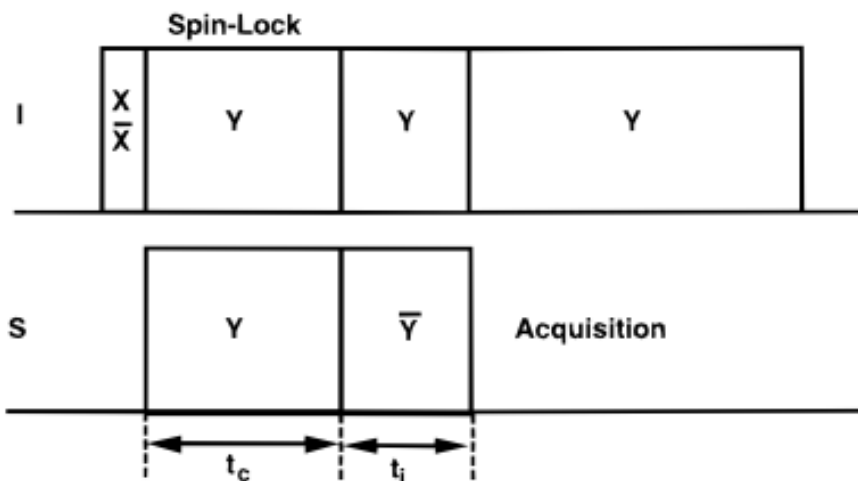 Spin-Lock
I
X
X̅
Y
Y
Y
S
Y
Y̅
Acquisition
t_c
t_i